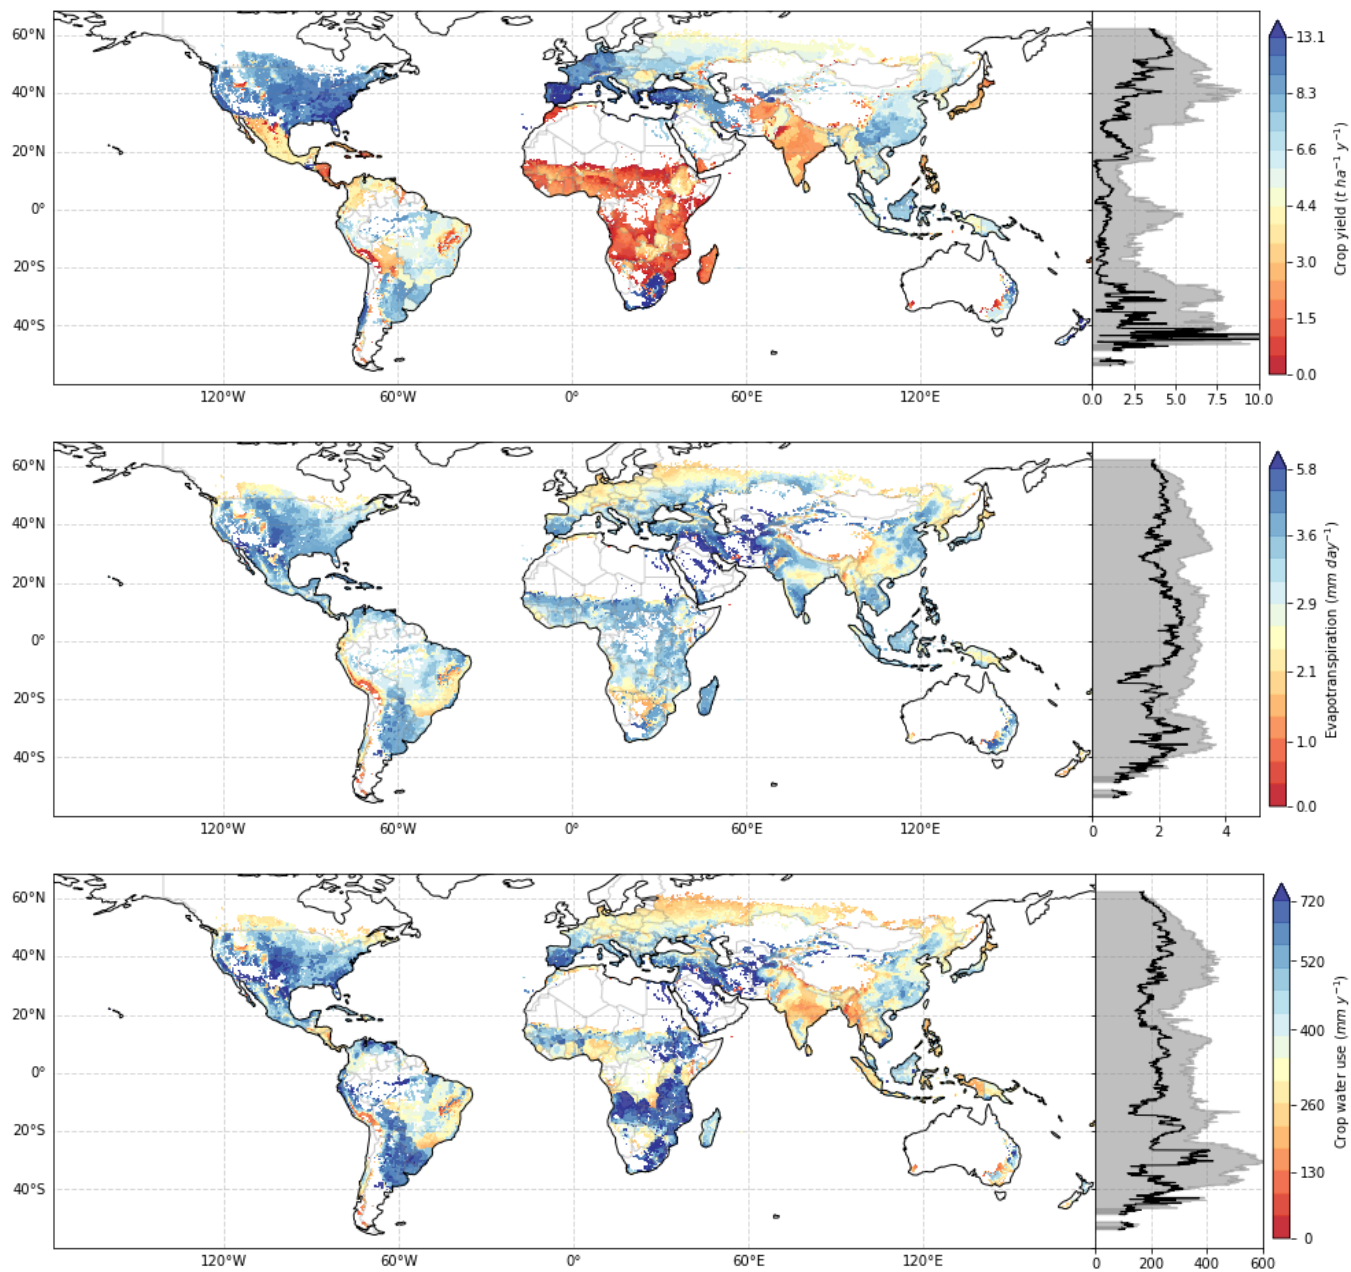 60°N
40°N
20°N
0°
20°S
40°S
120°W
60°W
0°
60°E
120°E
0.0
2.5
5.0
7.5
10.0
13.1
8.3
6.6
4.4
3.0
1.5
0.0
Crop yield (t ha⁻¹ y⁻¹)
60°N
40°N
20°N
0°
20°S
40°S
120°W
60°W
0°
60°E
120°E
0
2
4
5.8
3.6
2.9
2.1
1.0
0.0
Evapotranspiration (mm day⁻¹)
60°N
40°N
20°N
0°
20°S
40°S
120°W
60°W
0°
60°E
120°E
0
200
400
600
720
520
400
260
130
0
Crop water use (mm y⁻¹)